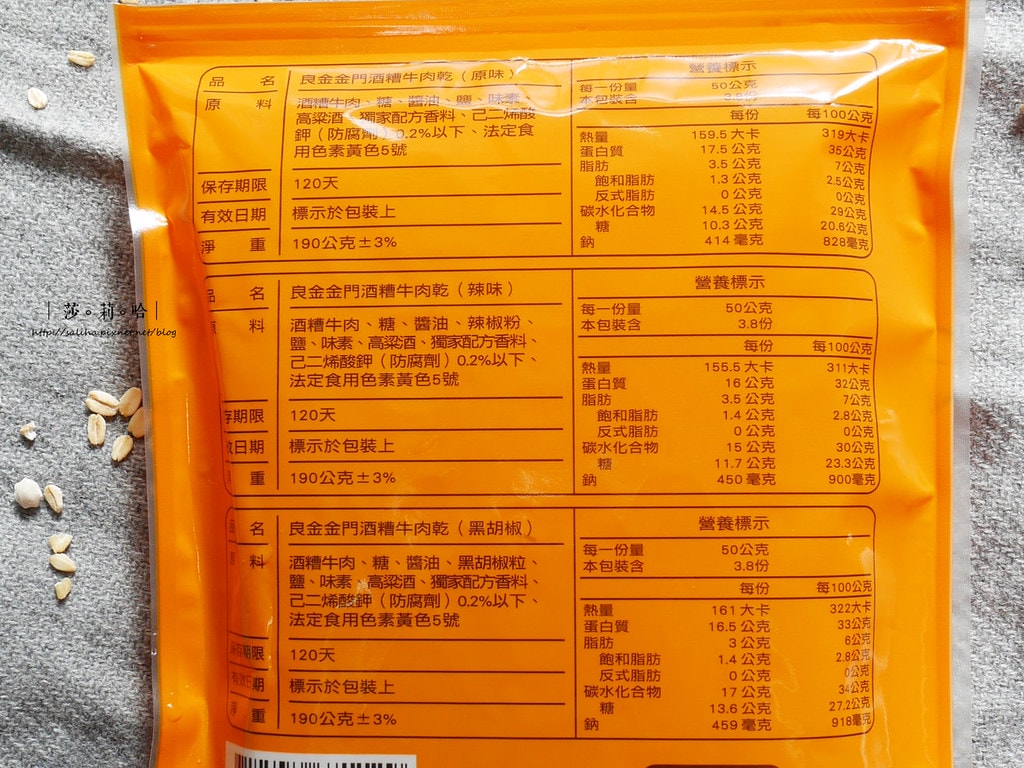 品 名 良金金門酒糟牛肉乾（原味）
原 料 酒糟牛肉、糖、醬油、鹽、味素、
高粱酒、獨家配方香料、己二烯酸
鉀（防腐劑）0.2%以下、法定食
用色素黃色5號
保存期限 120天
有效日期 標示於包裝上
淨 重 190公克±3%
營養標示
每一份量 50公克
本包裝含 3.8份
每份 每100公克
熱量 159.5 大卡 319大卡
蛋白質 17.5 公克 35公克
脂肪 3.5 公克 7公克
飽和脂肪 1.3 公克 2.5公克
反式脂肪 0 公克 0公克
碳水化合物 14.5 公克 29公克
糖 10.3 公克 20.6公克
鈉 414 毫克 828毫克
品 名 良金金門酒糟牛肉乾（辣味）
料 酒糟牛肉、糖、醬油、辣椒粉、
鹽、味素、高粱酒、獨家配方香料、
己二烯酸鉀（防腐劑）0.2%以下、
法定食用色素黃色5號
存期限 120天
效日期 標示於包裝上
重 190公克±3%
營養標示
每一份量 50公克
本包裝含 3.8份
每份 每100公克
熱量 155.5 大卡 311大卡
蛋白質 16 公克 32公克
脂肪 3.5 公克 7公克
飽和脂肪 1.4 公克 2.8公克
反式脂肪 0 公克 0公克
碳水化合物 15 公克 30公克
糖 11.7 公克 23.3公克
鈉 450 毫克 900毫克
品 名 良金金門酒糟牛肉乾（黑胡椒）
料 酒糟牛肉、糖、醬油、黑胡椒粒、
鹽、味素、高粱酒、獨家配方香料、
己二烯酸鉀（防腐劑）0.2%以下、
法定食用色素黃色5號
保存期限 120天
有效日期 標示於包裝上
淨 重 190公克±3%
營養標示
每一份量 50公克
本包裝含 3.8份
每份 每100公克
熱量 161 大卡 322大卡
蛋白質 16.5 公克 33公克
脂肪 3 公克 6公克
飽和脂肪 1.4 公克 2.8公克
反式脂肪 0 公克 0公克
碳水化合物 17 公克 34公克
糖 13.6 公克 27.2公克
鈉 459 毫克 918毫克
|莎。莉。哈|
http://saliha.pixnet.net/blog